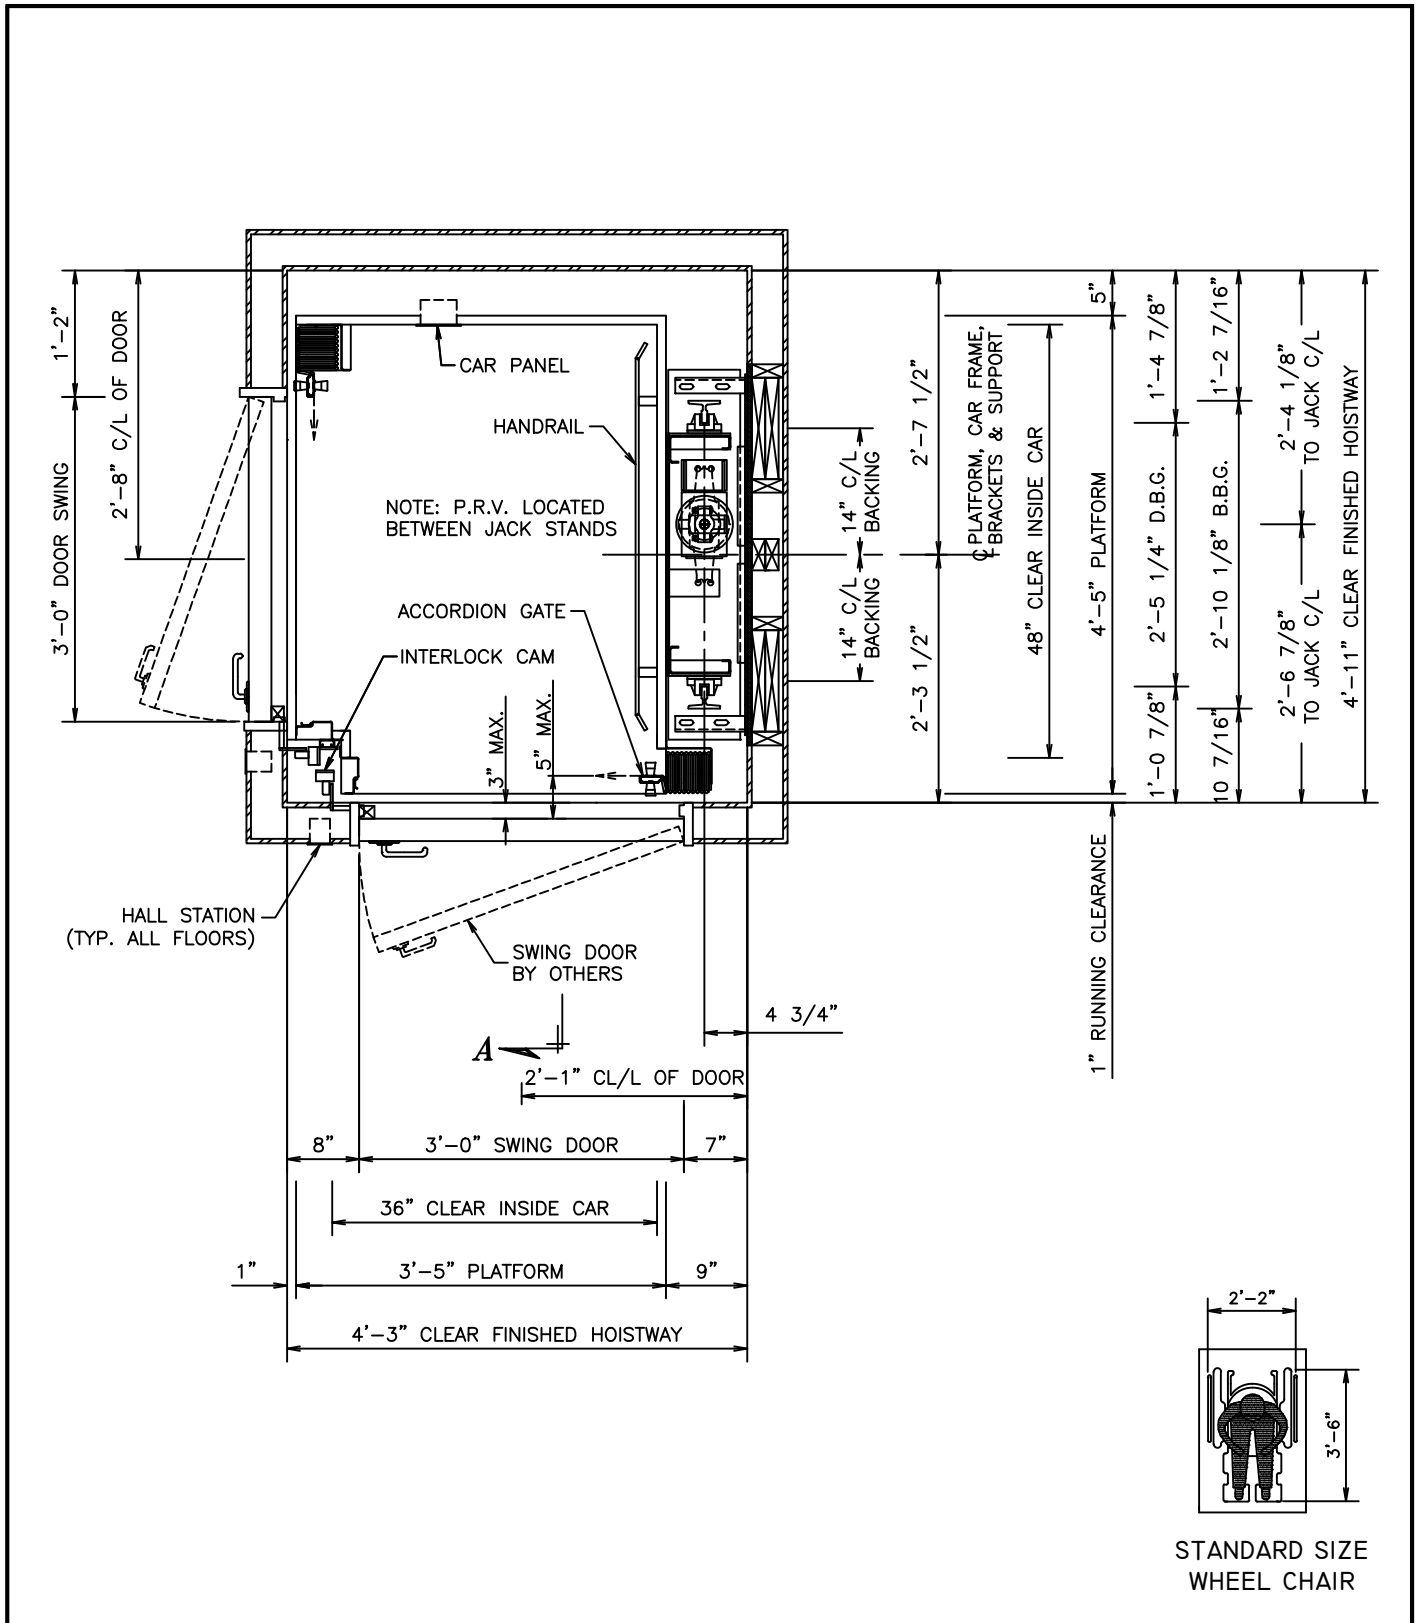 1'-2"
3'-0" DOOR SWING
2'-8" C/L OF DOOR
CAR PANEL
HANDRAIL
NOTE: P.R.V. LOCATED
BETWEEN JACK STANDS
ACCORDION GATE
INTERLOCK CAM
3" MAX.
5" MAX.
14" C/L
BACKING
14" C/L
BACKING
2'-7 1/2"
2'-3 1/2"
℄ PLATFORM, CAR FRAME,
BRACKETS & SUPPORT
48" CLEAR INSIDE CAR
5"
4'-5" PLATFORM
1" RUNNING CLEARANCE
1'-4 7/8"
2'-5 1/4" D.B.G.
1'-0 7/8"
1'-2 7/16"
2'-10 1/8" B.B.G.
10 7/16"
2'-4 1/8"
TO JACK C/L
2'-6 7/8"
TO JACK C/L
4'-11" CLEAR FINISHED HOISTWAY
HALL STATION
(TYP. ALL FLOORS)
SWING DOOR
BY OTHERS
4 3/4"
A
2'-1" CL/L OF DOOR
8"
3'-0" SWING DOOR
7"
36" CLEAR INSIDE CAR
1"
3'-5" PLATFORM
9"
4'-3" CLEAR FINISHED HOISTWAY
2'-2"
3'-6"
STANDARD SIZE
WHEEL CHAIR